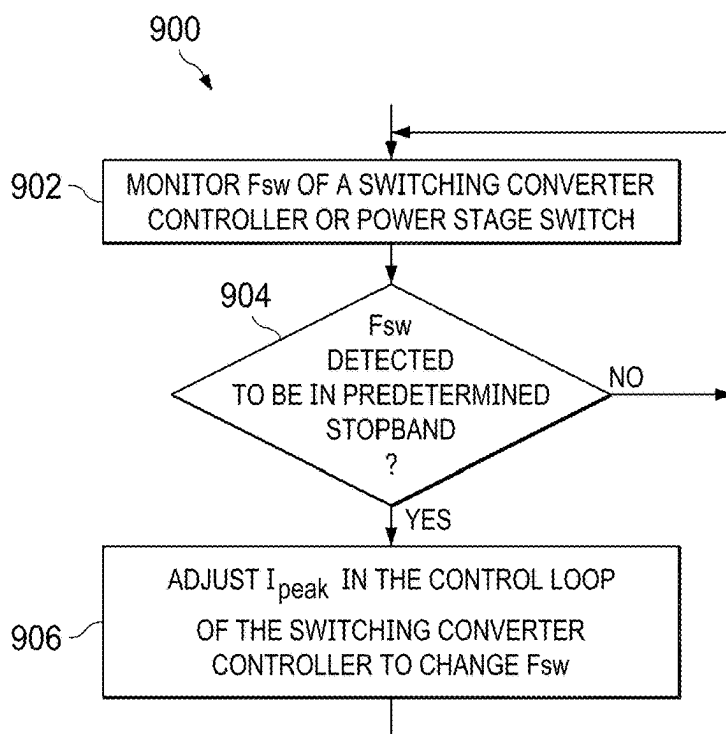 900
902
MONITOR Fsw OF A SWITCHING CONVERTER
CONTROLLER OR POWER STAGE SWITCH
904
Fsw
DETECTED
TO BE IN PREDETERMINED
STOPBAND
?
NO
YES
906
ADJUST Ipeak IN THE CONTROL LOOP
OF THE SWITCHING CONVERTER
CONTROLLER TO CHANGE Fsw